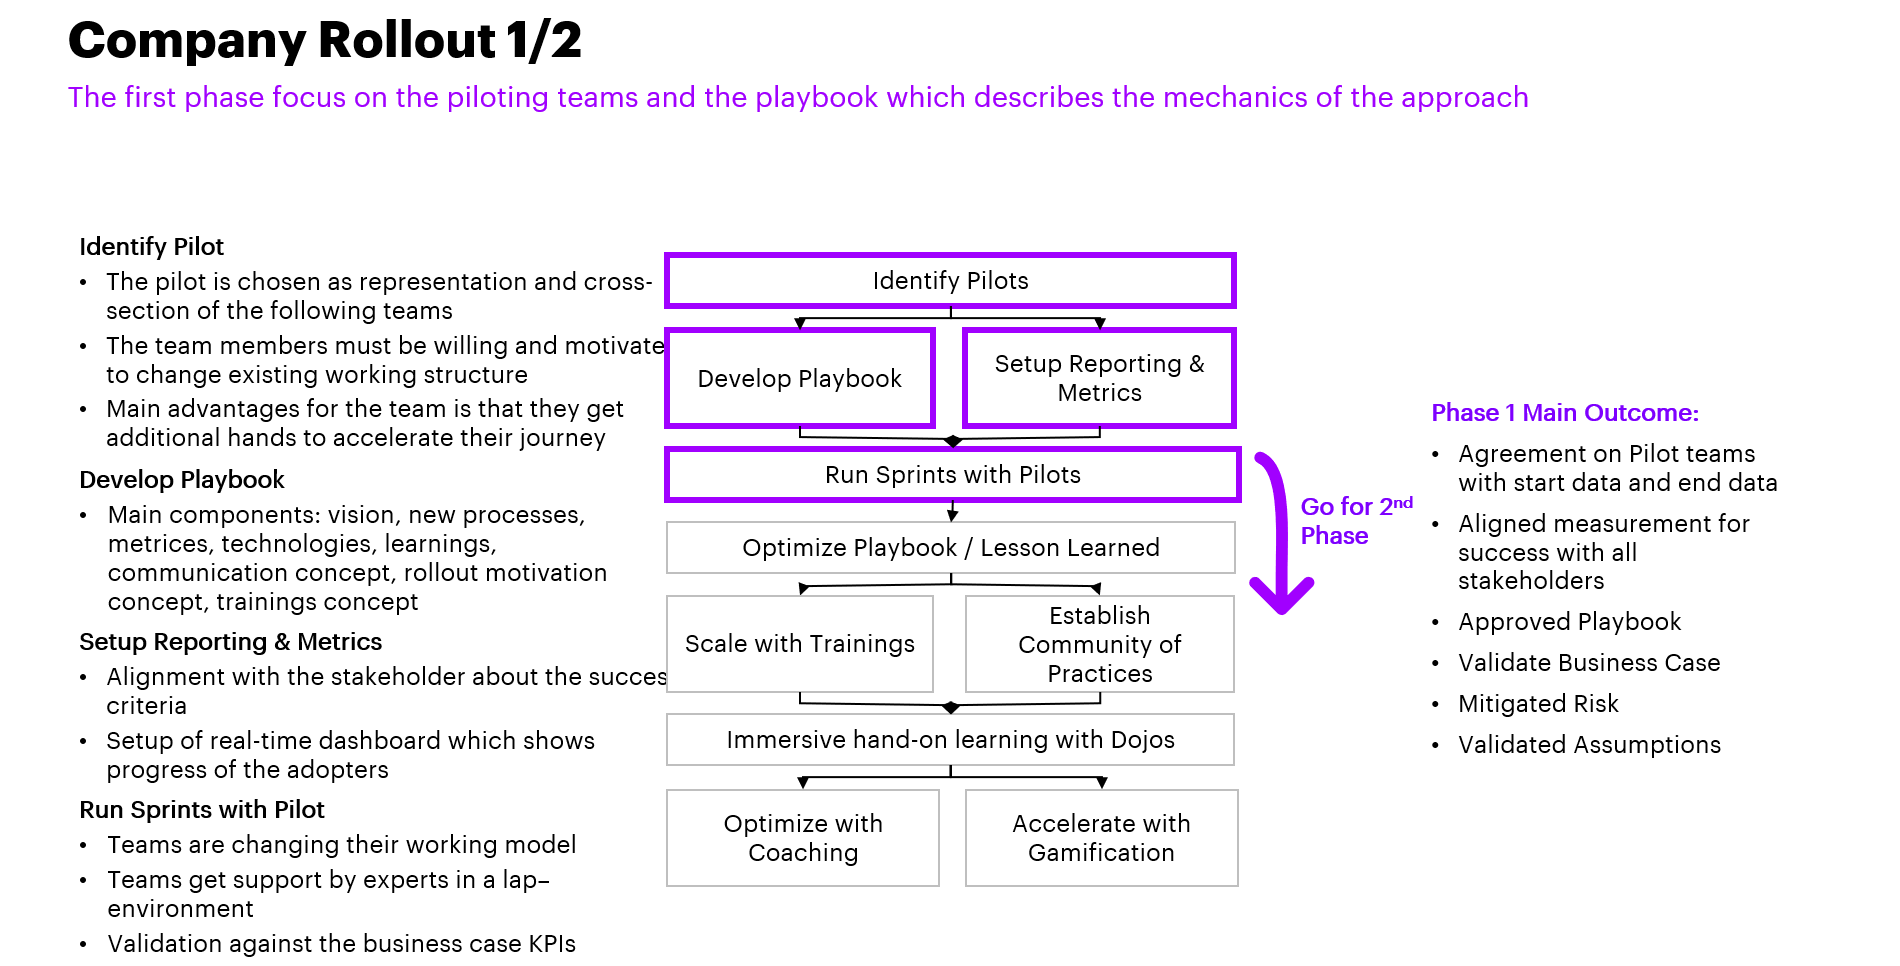 Company Rollout 1/2
The first phase focus on the piloting teams and the playbook which describes the mechanics of the approach
Identify Pilot
• The pilot is chosen as representation and cross-
section of the following teams
• The team members must be willing and motivate
to change existing working structure
• Main advantages for the team is that they get
additional hands to accelerate their journey
Develop Playbook
• Main components: vision, new processes,
metrices, technologies, learnings,
communication concept, rollout motivation
concept, trainings concept
Setup Reporting & Metrics
• Alignment with the stakeholder about the succes
criteria
• Setup of real-time dashboard which shows
progress of the adopters
Run Sprints with Pilot
• Teams are changing their working model
• Teams get support by experts in a lap–
environment
• Validation against the business case KPIs
Identify Pilots
Develop Playbook
Setup Reporting &
Metrics
Run Sprints with Pilots
Optimize Playbook / Lesson Learned
Scale with Trainings
Establish
Community of
Practices
Immersive hand-on learning with Dojos
Optimize with
Coaching
Accelerate with
Gamification
Go for 2nd
Phase
Phase 1 Main Outcome:
• Agreement on Pilot teams
with start data and end data
• Aligned measurement for
success with all
stakeholders
• Approved Playbook
• Validate Business Case
• Mitigated Risk
• Validated Assumptions